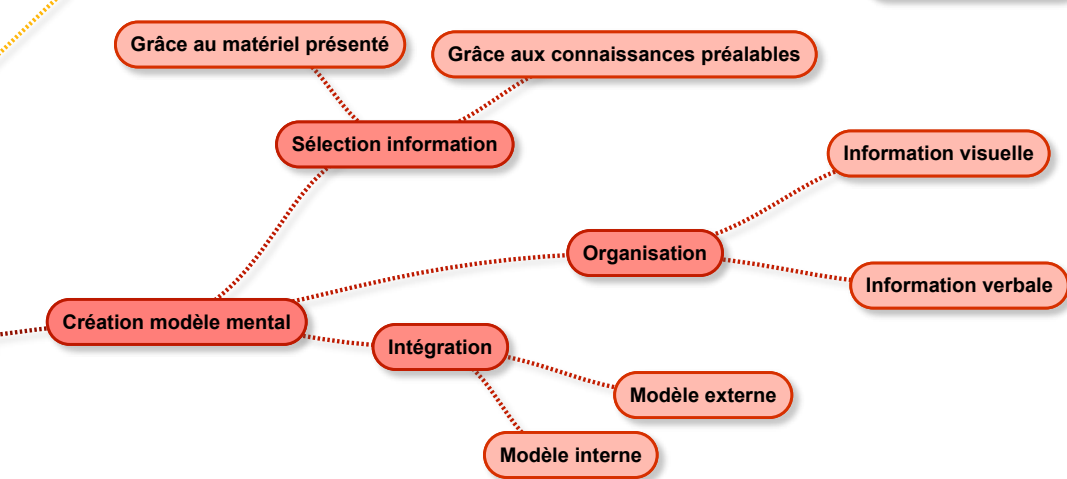 Grâce au matériel présenté
Grâce aux connaissances préalables
Sélection information
Information visuelle
Organisation
Information verbale
Création modèle mental
Intégration
Modèle externe
Modèle interne